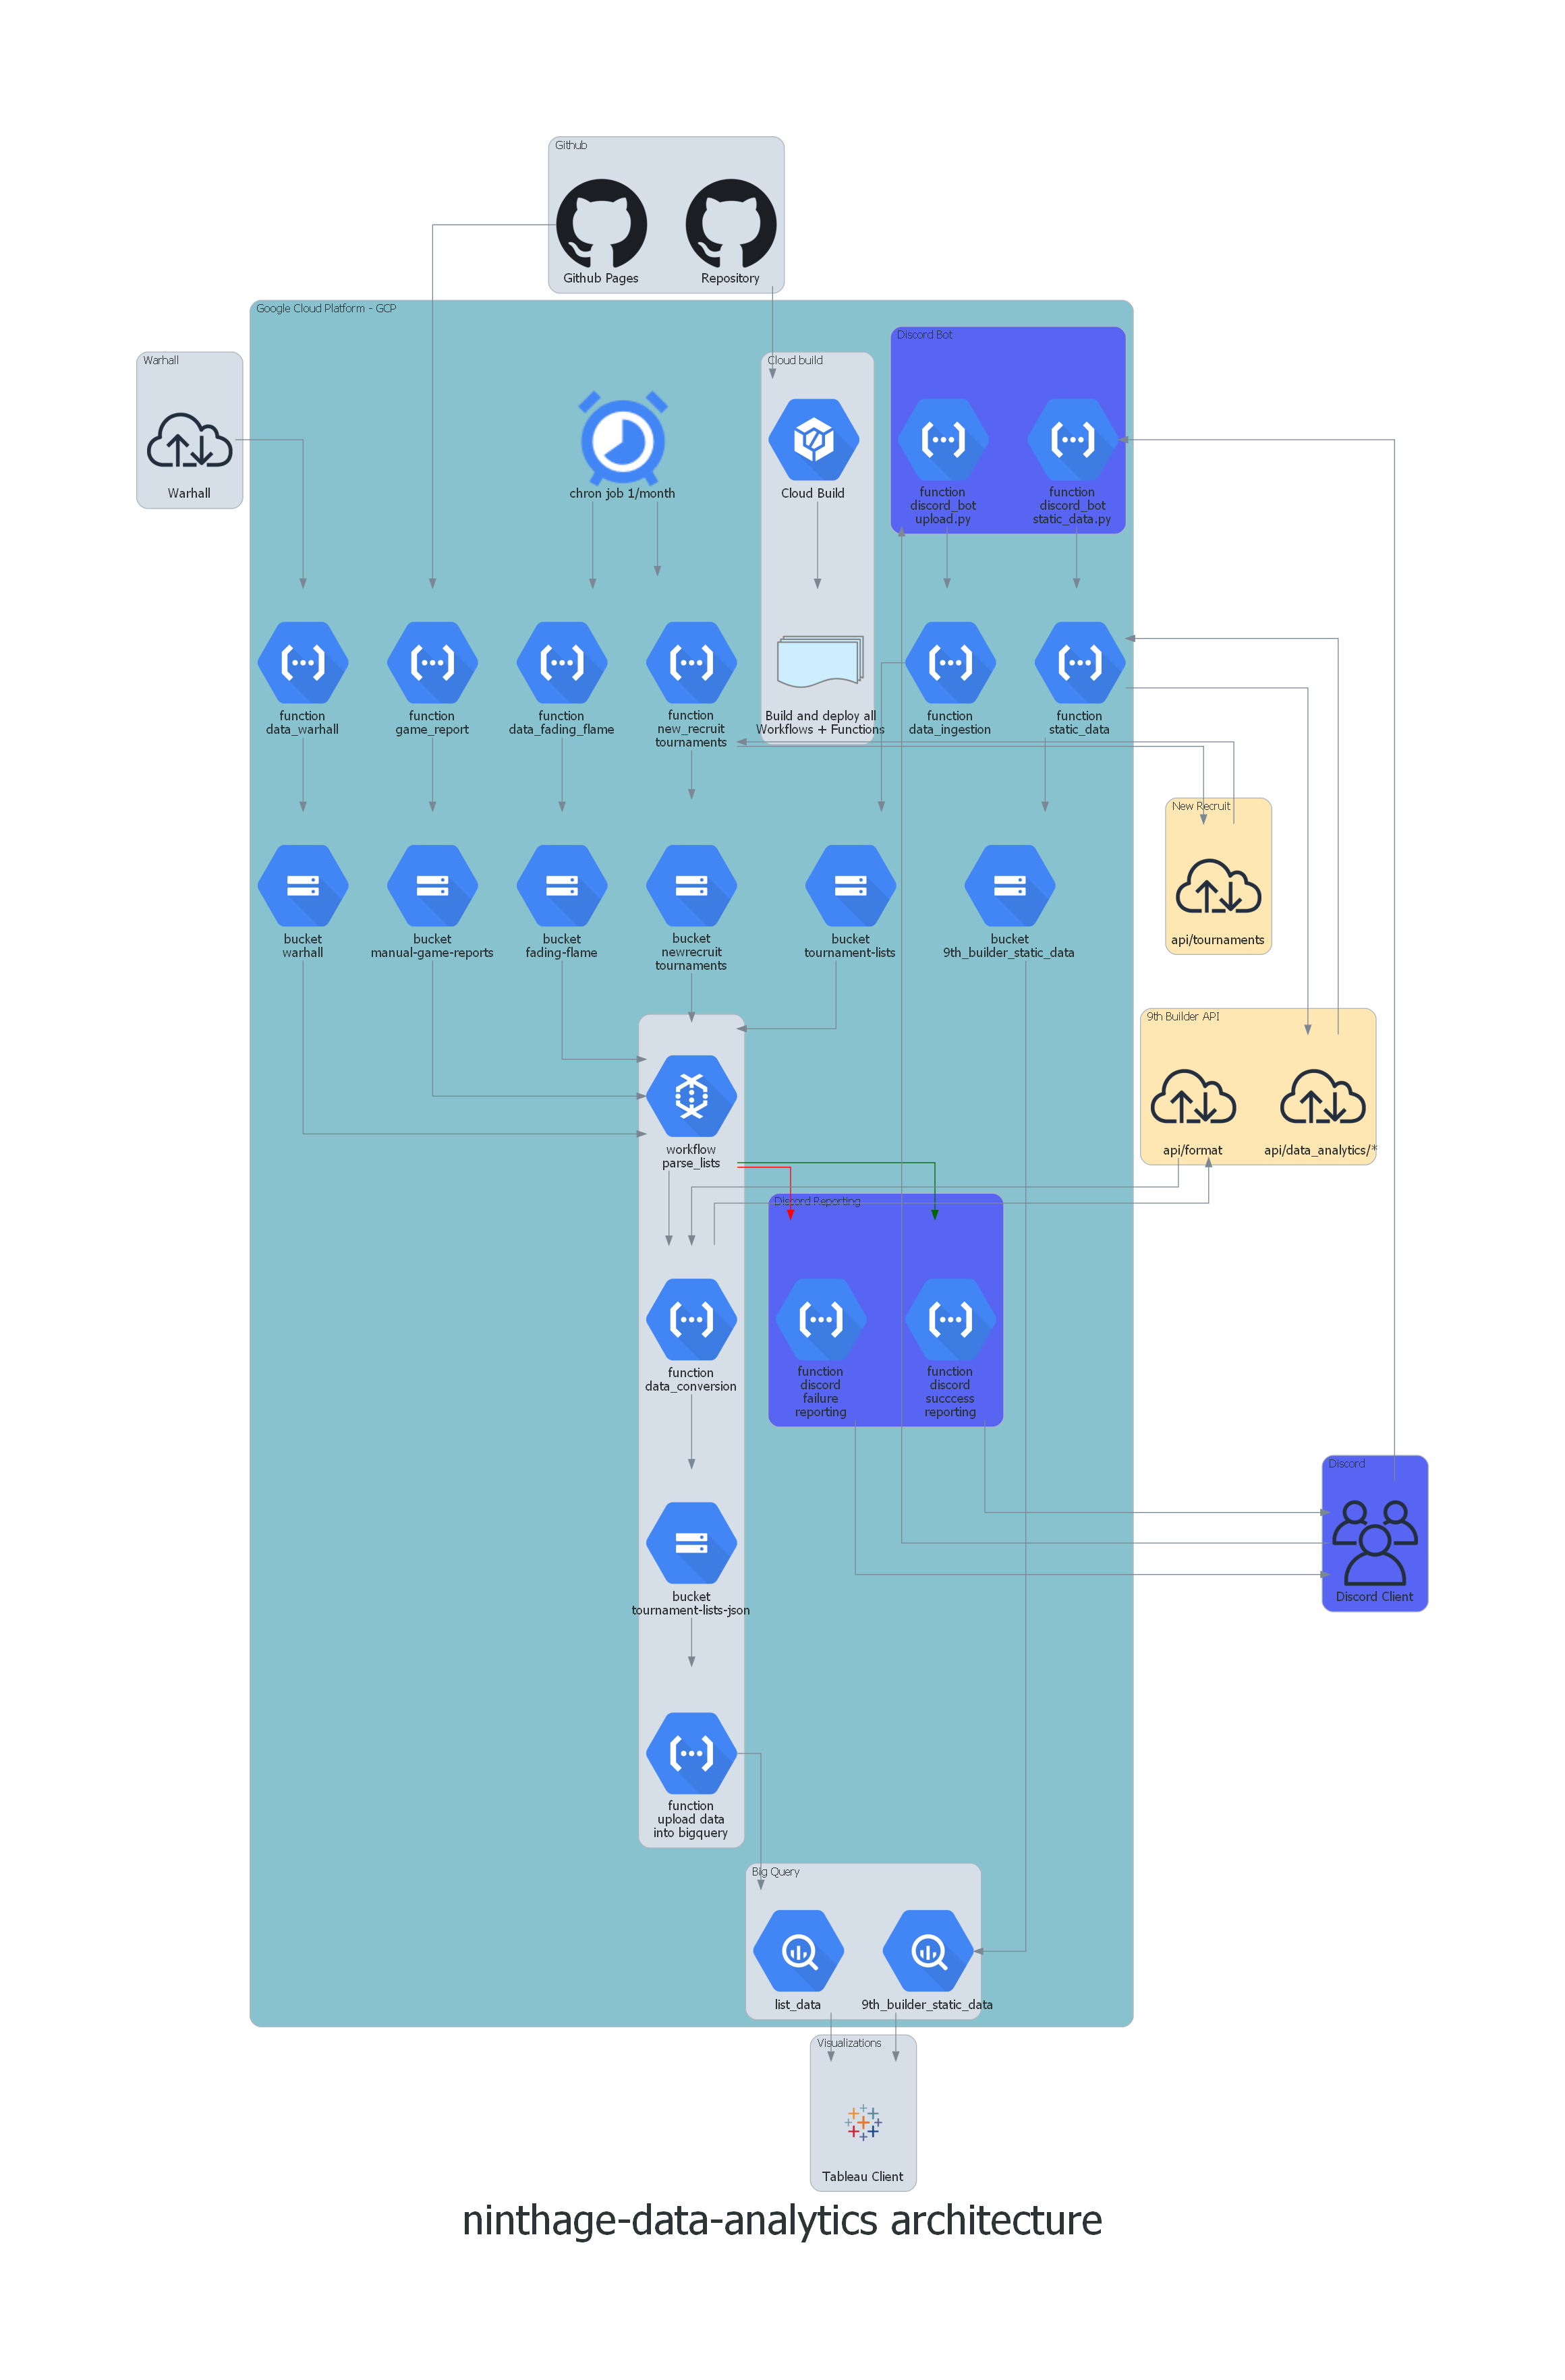 Github
Github Pages
Repository
Google Cloud Platform - GCP
Discord Bot
Warhall
Cloud build
Warhall
chron job 1/month
Cloud Build
function
discord_bot
upload.py
function
discord_bot
static_data.py
function
data_warhall
function
game_report
function
data_fading_flame
function
new_recruit
tournaments
Build and deploy all
Workflows + Functions
function
data_ingestion
function
static_data
New Recruit
api/tournaments
bucket
warhall
bucket
manual-game-reports
bucket
fading-flame
bucket
newrecruit
tournaments
bucket
tournament-lists
bucket
9th_builder_static_data
9th Builder API
api/format
api/data_analytics/*
workflow
parse_lists
Discord Reporting
function
data_conversion
function
discord
failure
reporting
function
discord
succcess
reporting
Discord
Discord Client
bucket
tournament-lists-json
function
upload data
into bigquery
Big Query
list_data
9th_builder_static_data
Visualizations
Tableau Client
ninthage-data-analytics architecture